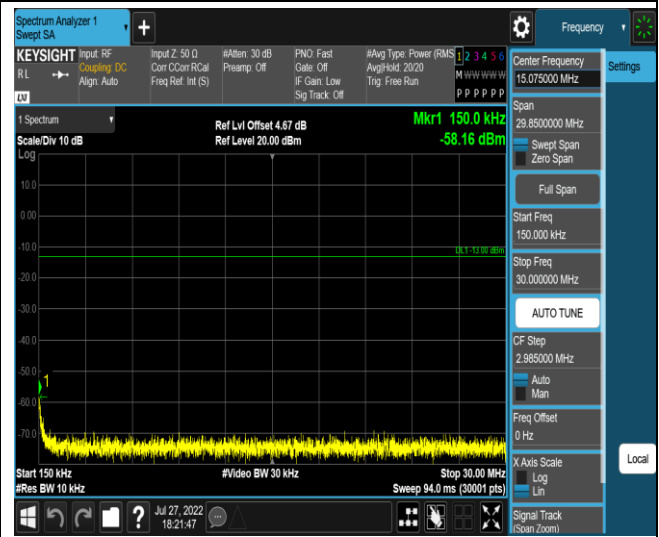 Spectrum Analyzer 1
Swept SA
+
Frequency
KEYSIGHT
RL
LXI
Input: RF
Coupling: DC
Align: Auto
Input Z: 50 Ω
Corr CCorr RCal
Freq Ref: Int (S)
#Atten: 30 dB
Preamp: Off
PNO: Fast
Gate: Off
IF Gain: Low
Sig Track: Off
#Avg Type: Power (RMS
Avg|Hold: 20/20
Trig: Free Run
1 2 3 4 5 6
M W W W W W
P P P P P P
1 Spectrum
Scale/Div 10 dB
Log
Ref Lvl Offset 4.67 dB
Ref Level 20.00 dBm
Mkr1 150.0 kHz
-58.16 dBm
10.0
0.00
-10.0
DL1 -13.00 dBm
-20.0
-30.0
-40.0
-50.0
1
-60.0
-70.0
Start 150 kHz
#Video BW 30 kHz
Stop 30.00 MHz
#Res BW 10 kHz
Sweep 94.0 ms (30001 pts)
Center Frequency
15.075000 MHz
Span
29.8500000 MHz
Swept Span
Zero Span
Full Span
Start Freq
150.000 kHz
Stop Freq
30.000000 MHz
AUTO TUNE
CF Step
2.985000 MHz
Auto
Man
Freq Offset
0 Hz
X Axis Scale
Log
Lin
Signal Track
(Span Zoom)
Settings
Local
?
Jul 27, 2022
18:21:47